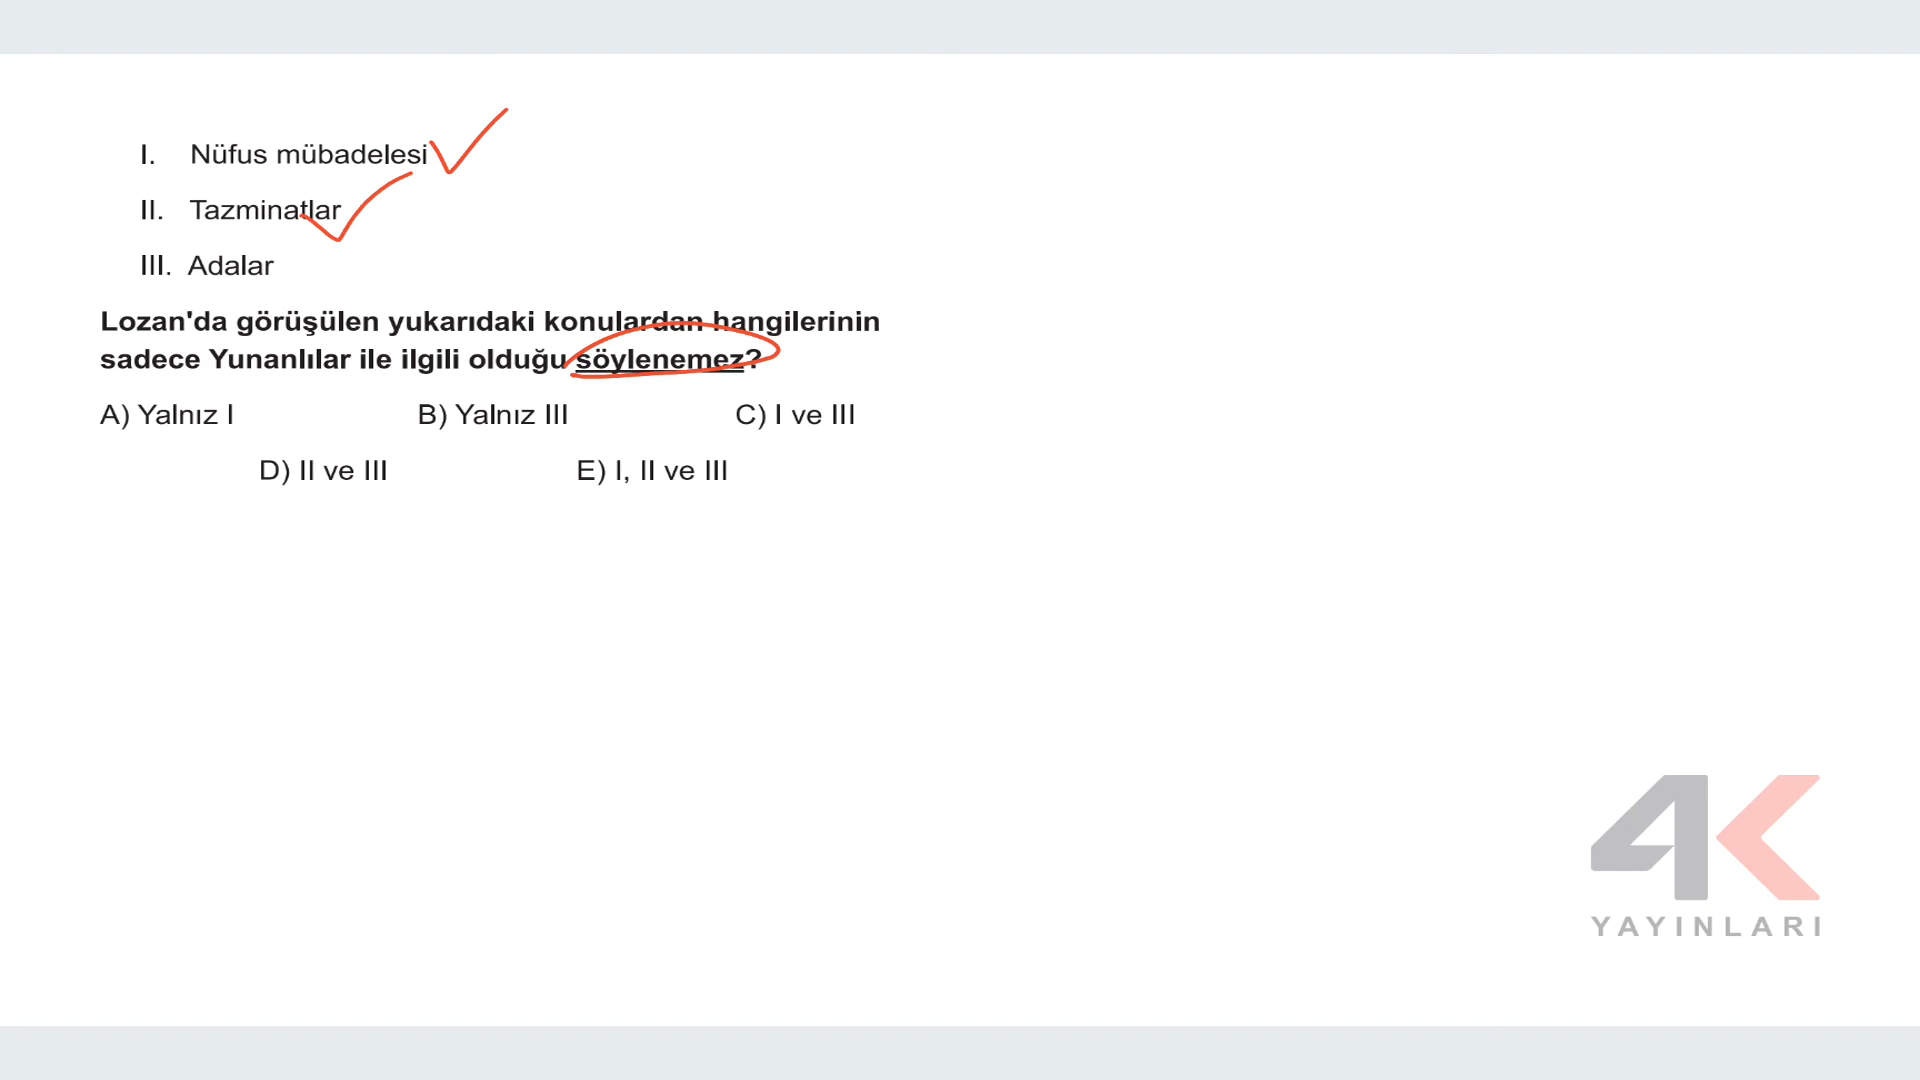 I. Nüfus mübadelesi
II. Tazminatlar
III. Adalar
Lozan'da görüşülen yukarıdaki konulardan hangilerinin
sadece Yunanlılar ile ilgili olduğu söylenemez?
A) Yalnız I B) Yalnız III C) I ve III
D) II ve III E) I, II ve III
4K
YAYINLARI